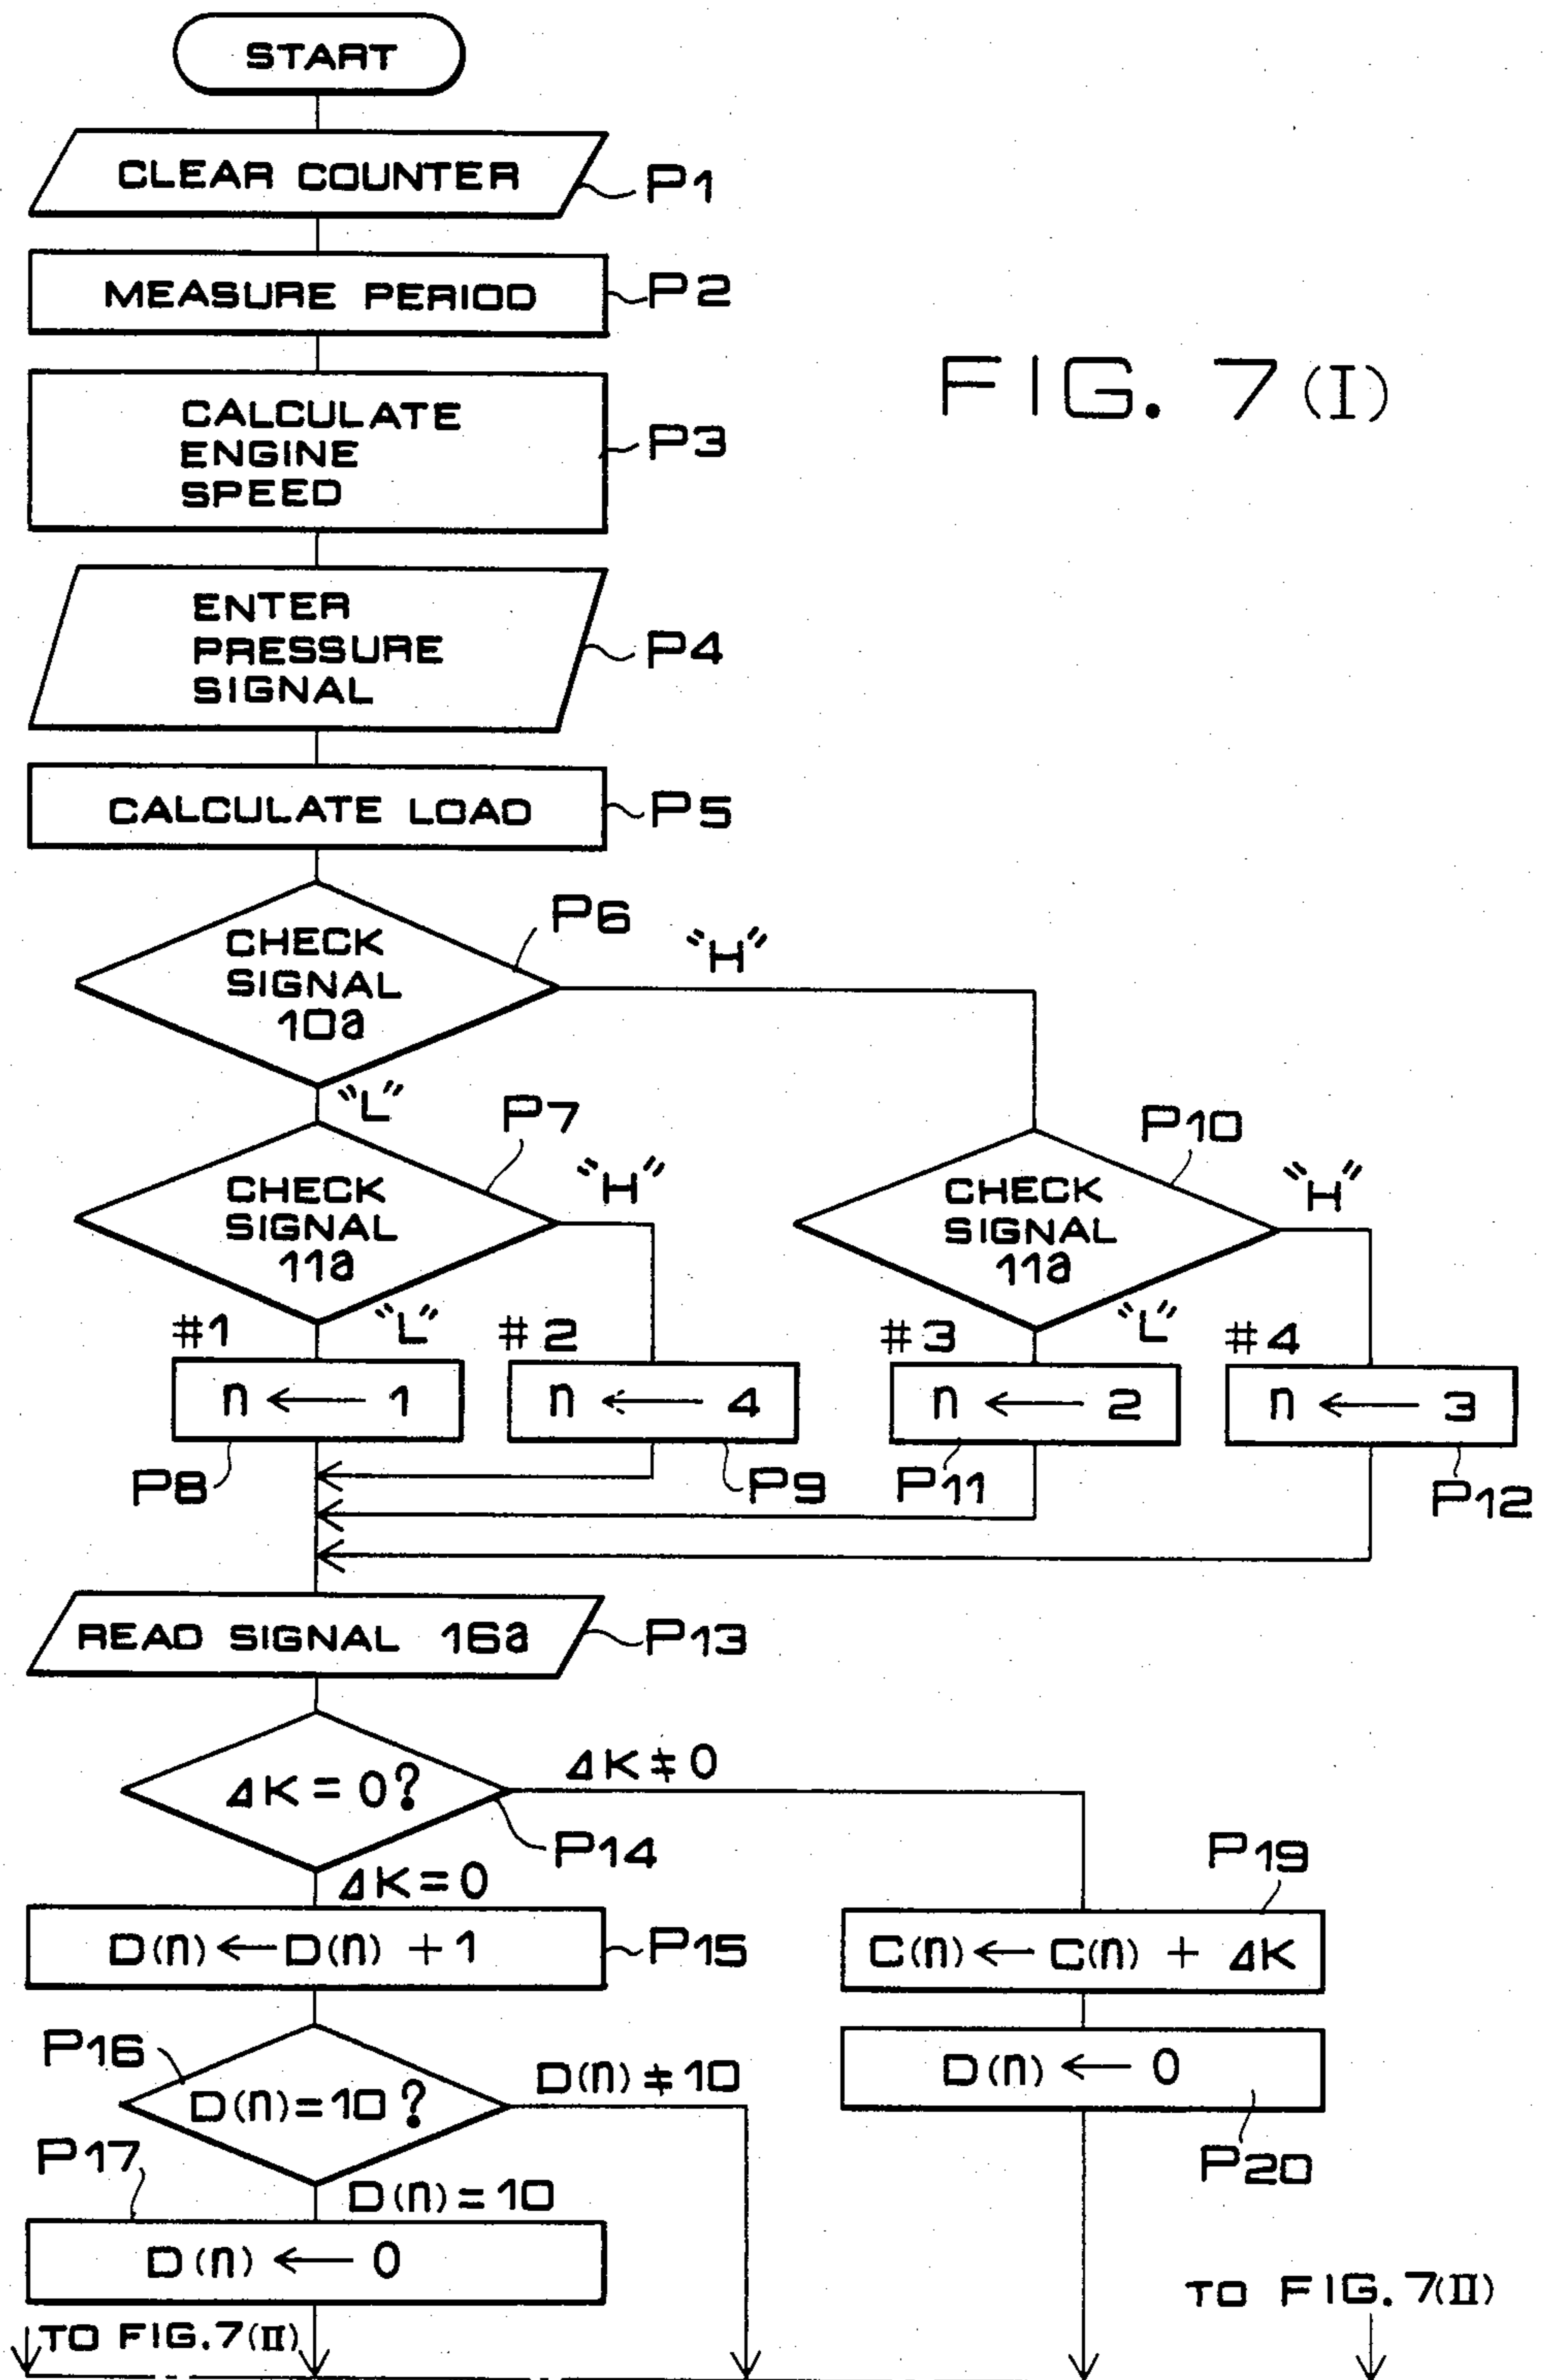 START
CLEAR COUNTER
P1
MEASURE PERIOD
P2
FIG. 7 (I)
CALCULATE
ENGINE
SPEED
P3
ENTER
PRESSURE
SIGNAL
P4
CALCULATE LOAD
P5
P6
CHECK
SIGNAL
10a
"H"
"L"
P7
CHECK
SIGNAL
11a
"H"
"L"
P10
CHECK
SIGNAL
11a
"H"
"L"
#1
n ← 1
P8
#2
n ← 4
P9
#3
n ← 2
P11
#4
n ← 3
P12
READ SIGNAL 16a
P13
ΔK = 0?
ΔK ≠ 0
P14
ΔK = 0
D(n) ← D(n) + 1
P15
P19
C(n) ← C(n) + ΔK
P16
D(n) = 10?
D(n) ≠ 10
D(n) ← 0
P20
P17
D(n) = 10
D(n) ← 0
TO FIG. 7(II)
TO FIG. 7(II)